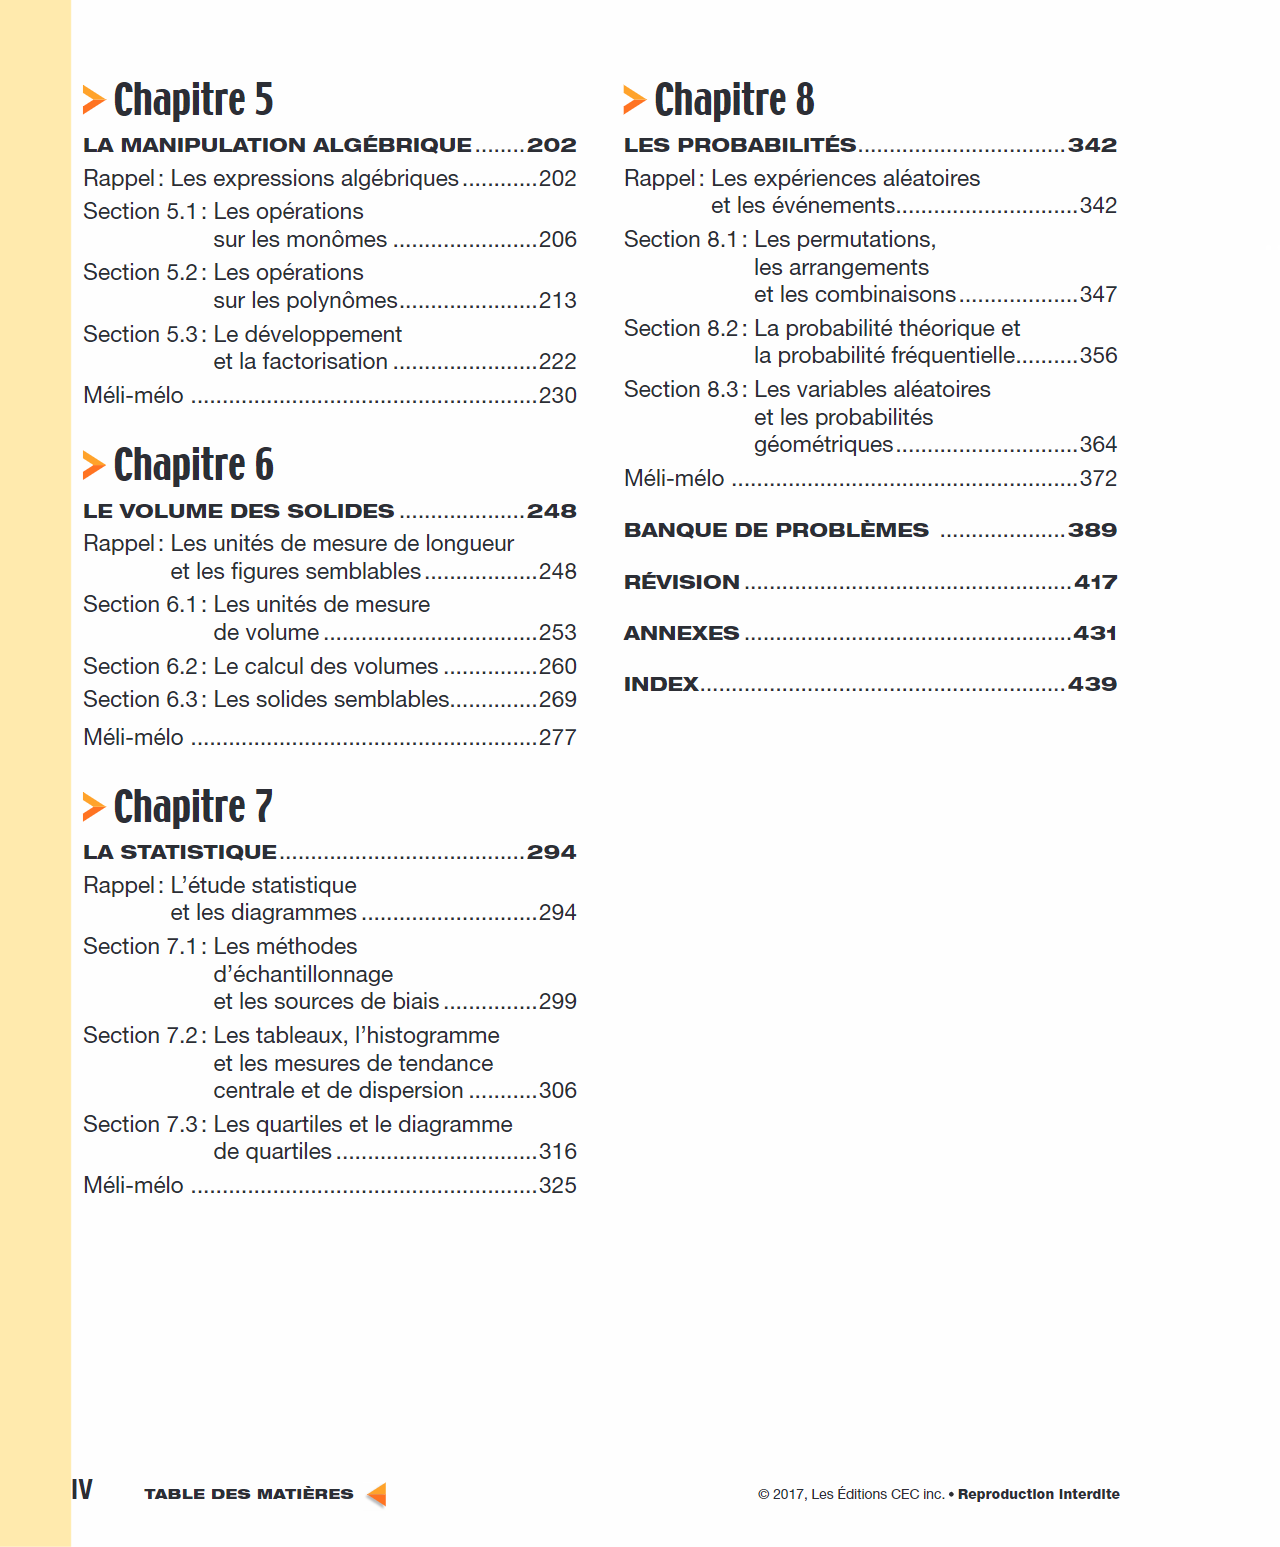 Chapitre 5
LA MANIPULATION ALGÉBRIQUE........202
Rappel : Les expressions algébriques............202
Section 5.1 : Les opérations
sur les monômes .......................206
Section 5.2 : Les opérations
sur les polynômes......................213
Section 5.3 : Le développement
et la factorisation .......................222
Méli-mélo .......................................................230
Chapitre 6
LE VOLUME DES SOLIDES ....................248
Rappel : Les unités de mesure de longueur
et les figures semblables..................248
Section 6.1 : Les unités de mesure
de volume..................................253
Section 6.2 : Le calcul des volumes ...............260
Section 6.3 : Les solides semblables..............269
Méli-mélo .......................................................277
Chapitre 7
LA STATISTIQUE.......................................294
Rappel : L’étude statistique
et les diagrammes ............................294
Section 7.1 : Les méthodes
d’échantillonnage
et les sources de biais ...............299
Section 7.2 : Les tableaux, l’histogramme
et les mesures de tendance
centrale et de dispersion ...........306
Section 7.3 : Les quartiles et le diagramme
de quartiles ................................316
Méli-mélo .......................................................325
Chapitre 8
LES PROBABILITÉS.................................342
Rappel : Les expériences aléatoires
et les événements.............................342
Section 8.1 : Les permutations,
les arrangements
et les combinaisons...................347
Section 8.2 : La probabilité théorique et
la probabilité fréquentielle..........356
Section 8.3 : Les variables aléatoires
et les probabilités
géométriques.............................364
Méli-mélo .......................................................372
BANQUE DE PROBLÈMES ....................389
RÉVISION ....................................................417
ANNEXES ....................................................431
INDEX..........................................................439
IV TABLE DES MATIÈRES
© 2017, Les Éditions CEC inc. • Reproduction interdite